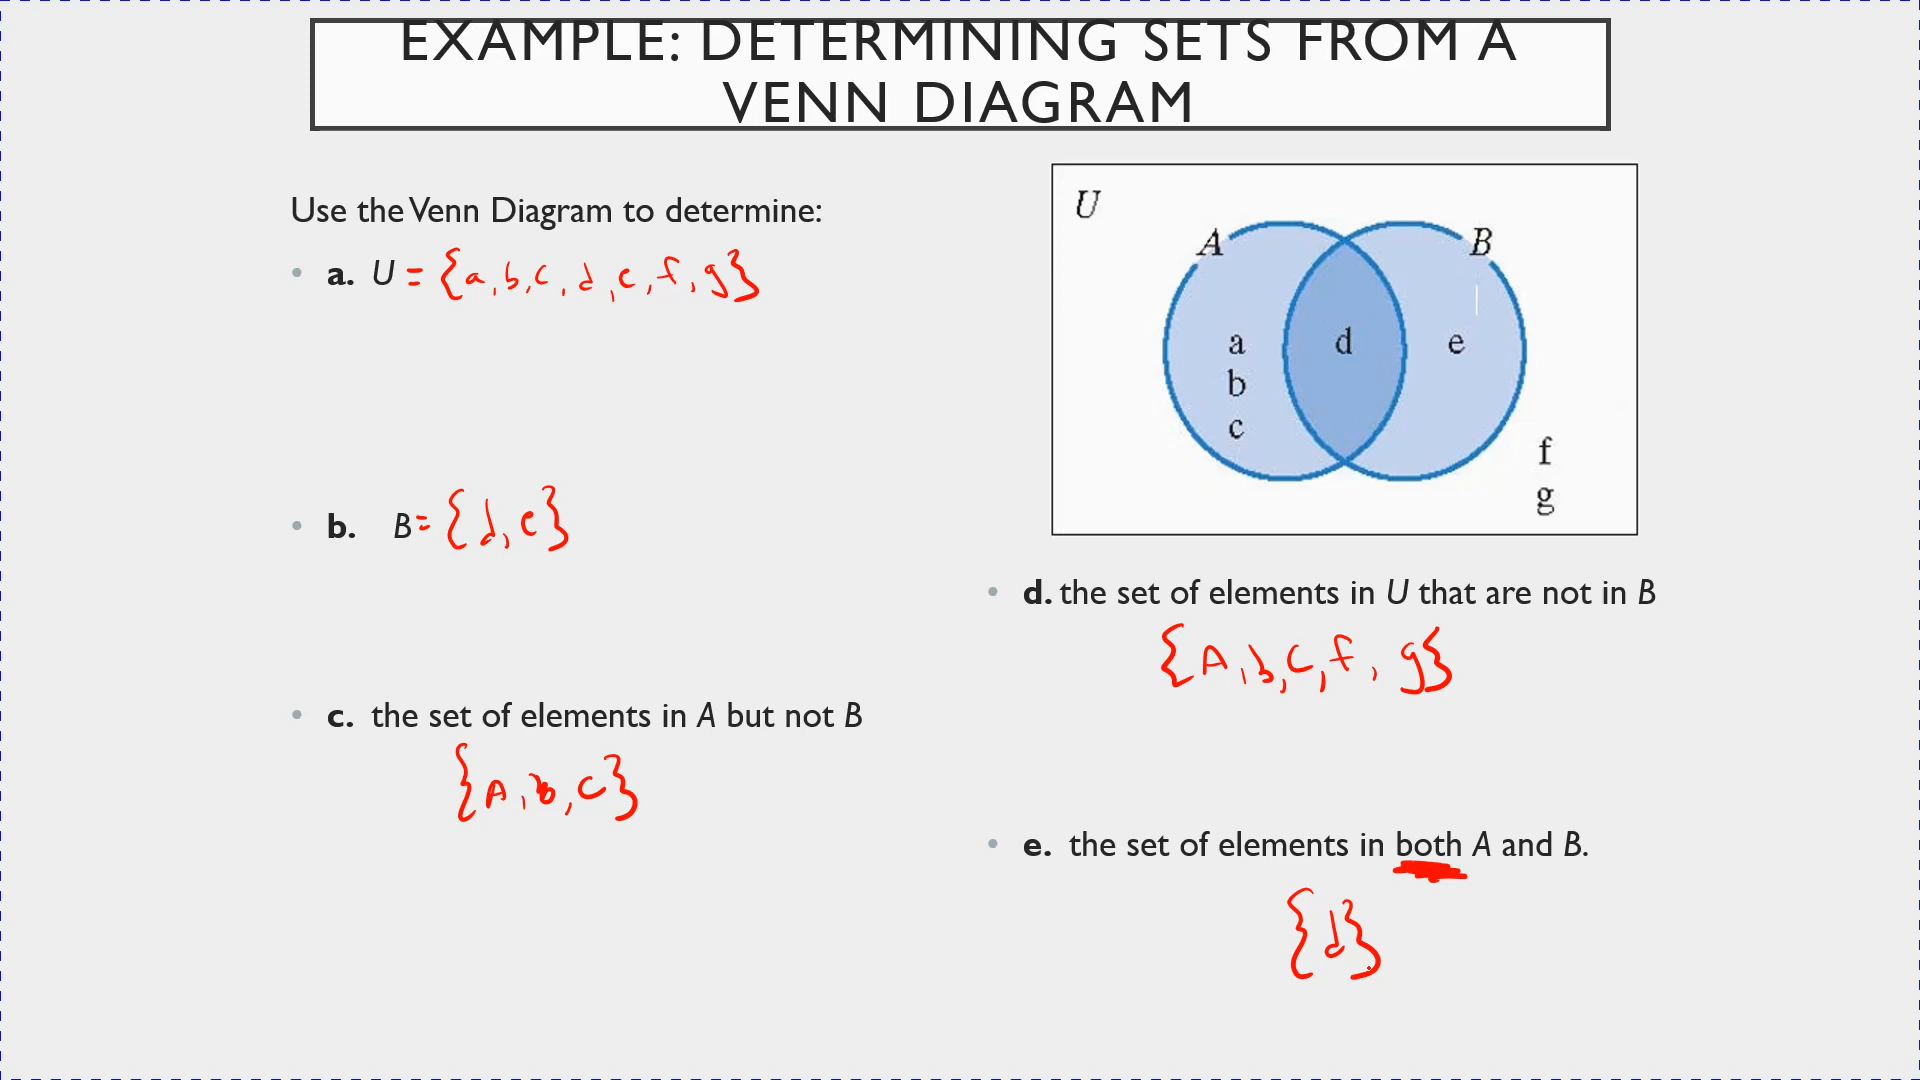 EXAMPLE: DETERMINING SETS FROM A
VENN DIAGRAM
Use the Venn Diagram to determine:
• a. U = {a, b, c, d, e, f, g}
• b. B = {d, e}
• c. the set of elements in A but not B
{A, b, c}
U
A B
a d e
b
c
f
g
• d. the set of elements in U that are not in B
{A, b, c, f, g}
• e. the set of elements in both A and B.
{d}